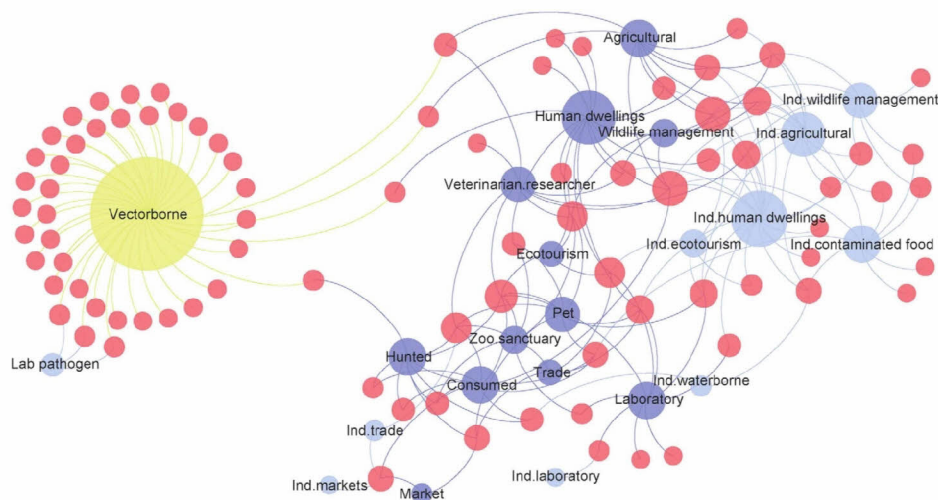 Agricultural
Ind.wildlife management
Human dwellings
Wildlife management
Ind.agricultural
Veterinarian.researcher
Vectorborne
Ind.human dwellings
Ind.ecotourism
Ind.contaminated food
Ecotourism
Pet
Zoo.sanctuary
Hunted
Lab pathogen
Trade
Consumed
Ind.waterborne
Laboratory
Ind.trade
Ind.markets
Market
Ind.laboratory